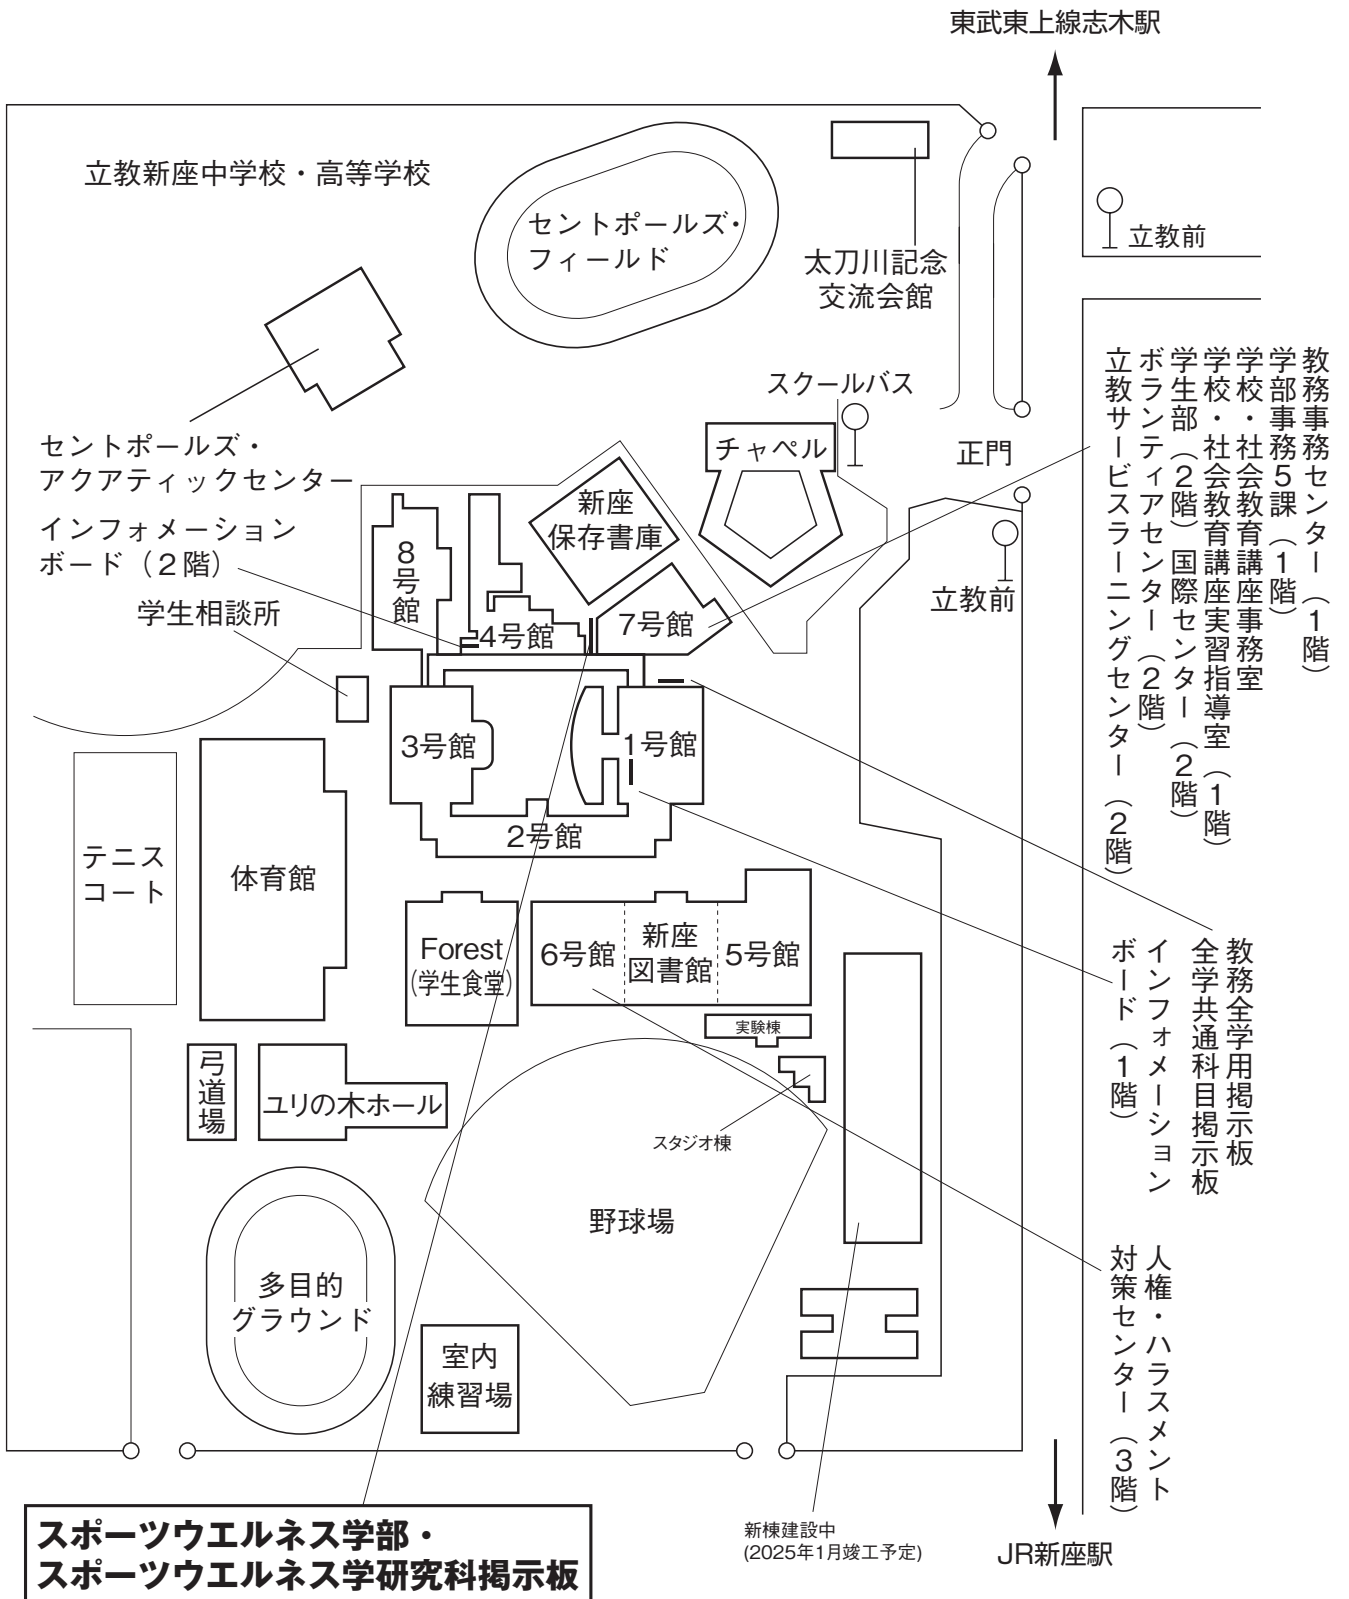 東武東上線志木駅
立教新座中学校・高等学校
セントポールズ・
フィールド
太刀川記念
交流会館
立教前
スクールバス
チャペル
正門
立教前
セントポールズ・
アクアティックセンター
インフォメーション
ボード（2階）
学生相談所
新座
保存書庫
8号館
4号館
7号館
3号館
1号館
2号館
教務事務センター（1階）
学部事務5課（1階）
学校・社会教育講座事務室
学校・社会教育講座実習指導室（1階）
学生部（2階）国際センター（2階）
ボランティアセンター（2階）
立教サービスラーニングセンター（2階）
テニス
コート
体育館
Forest
(学生食堂)
6号館
新座
図書館
5号館
実験棟
スタジオ棟
教務全学用掲示板
全学共通科目掲示板
インフォメーション
ボード（1階）
弓道場
ユリの木ホール
野球場
多目的
グラウンド
室内
練習場
人権・ハラスメント
対策センター（3階）
スポーツウエルネス学部・
スポーツウエルネス学研究科掲示板
新棟建設中
(2025年1月竣工予定)
JR新座駅